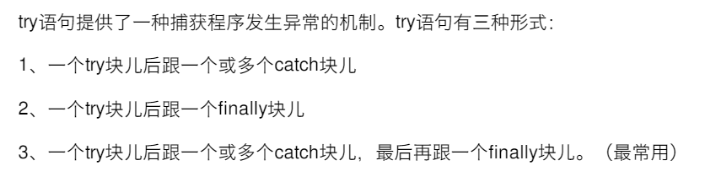 try语句提供了一种捕获程序发生异常的机制。try语句有三种形式：
1、一个try块儿后跟一个或多个catch块儿
2、一个try块儿后跟一个finally块儿
3、一个try块儿后跟一个或多个catch块儿，最后再跟一个finally块儿。（最常用）